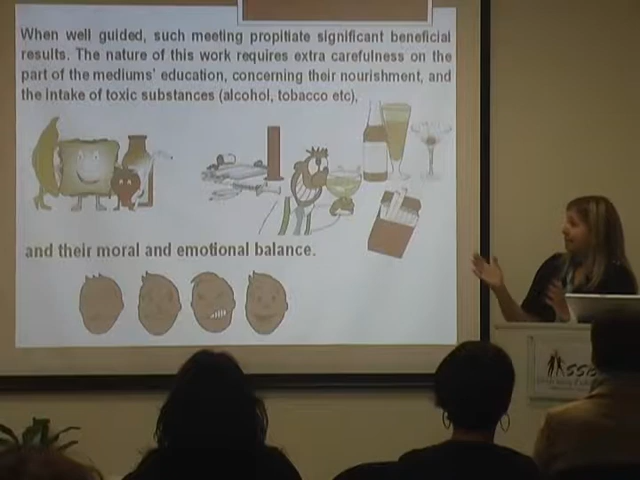 When well guided, such meeting propitiate significant beneficial
results. The nature of this work requires extra carefulness on the
part of the mediums' education, concerning their nourishment, and
the intake of toxic substances (alcohol, tobacco etc),
and their moral and emotional balance.
SSB